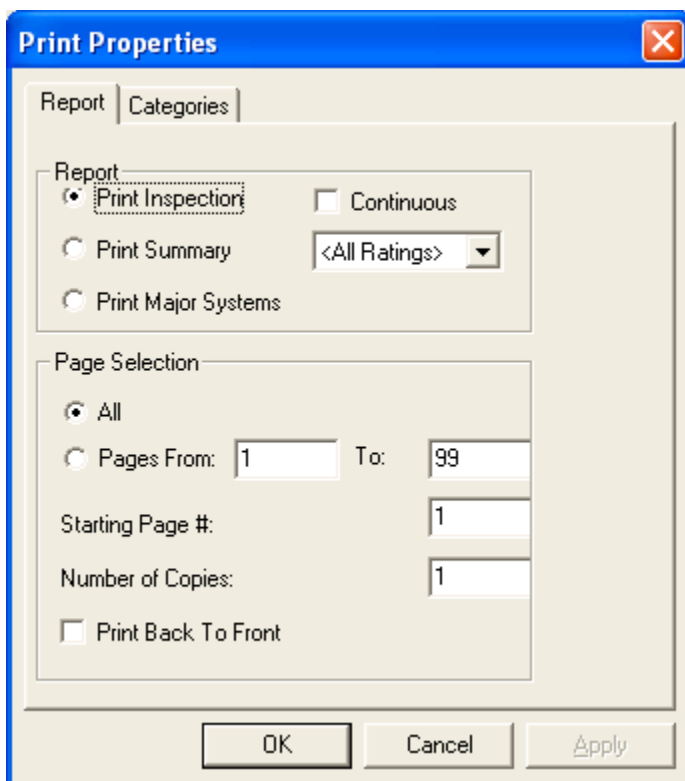 Print Properties
Report Categories
Report
Print Inspection Continuous
Print Summary <All Ratings>
Print Major Systems
Page Selection
All
Pages From: 1 To: 99
Starting Page #: 1
Number of Copies: 1
Print Back To Front
OK Cancel Apply